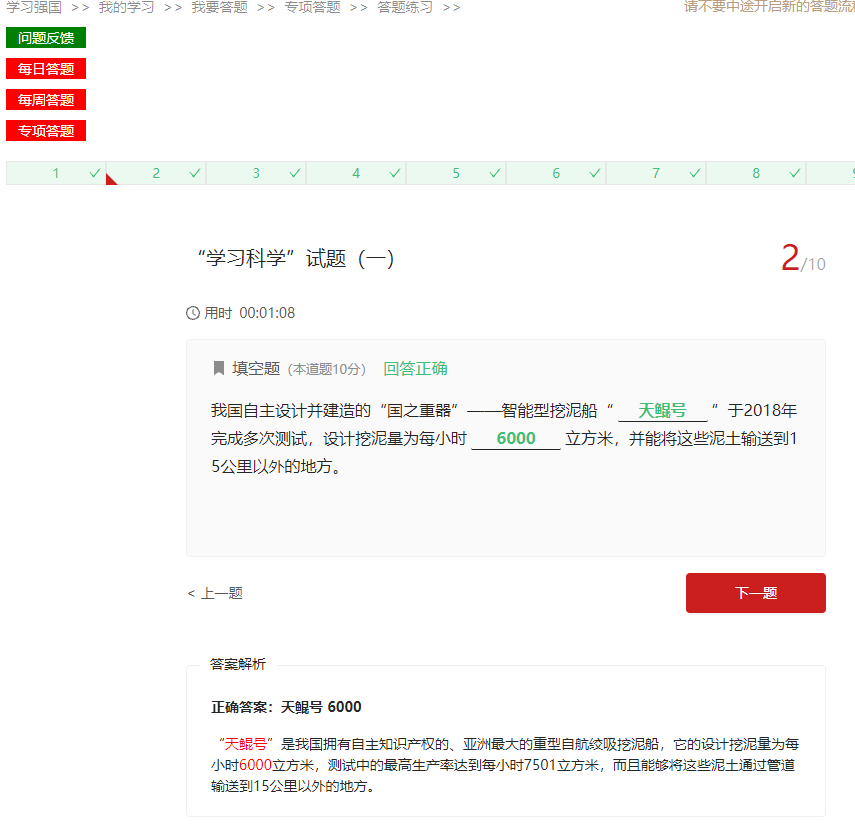 学习强国 >> 我的学习 >> 我要答题 >> 专项答题 >> 答题练习 >>
请不要中途开启新的答题流程
问题反馈
每日答题
每周答题
专项答题
1 2 3 4 5 6 7 8 9
“学习科学”试题（一）
2/10
用时 00:01:08
填空题（本道题10分） 回答正确
我国自主设计并建造的“国之重器”——智能型挖泥船“ 天鲲号 ”于2018年
完成多次测试，设计挖泥量为每小时 6000 立方米，并能将这些泥土输送到1
5公里以外的地方。
< 上一题
下一题
答案解析
正确答案：天鲲号 6000
“天鲲号”是我国拥有自主知识产权的、亚洲最大的重型自航绞吸挖泥船，它的设计挖泥量为每
小时6000立方米，测试中的最高生产率达到每小时7501立方米，而且能够将这些泥土通过管道
输送到15公里以外的地方。